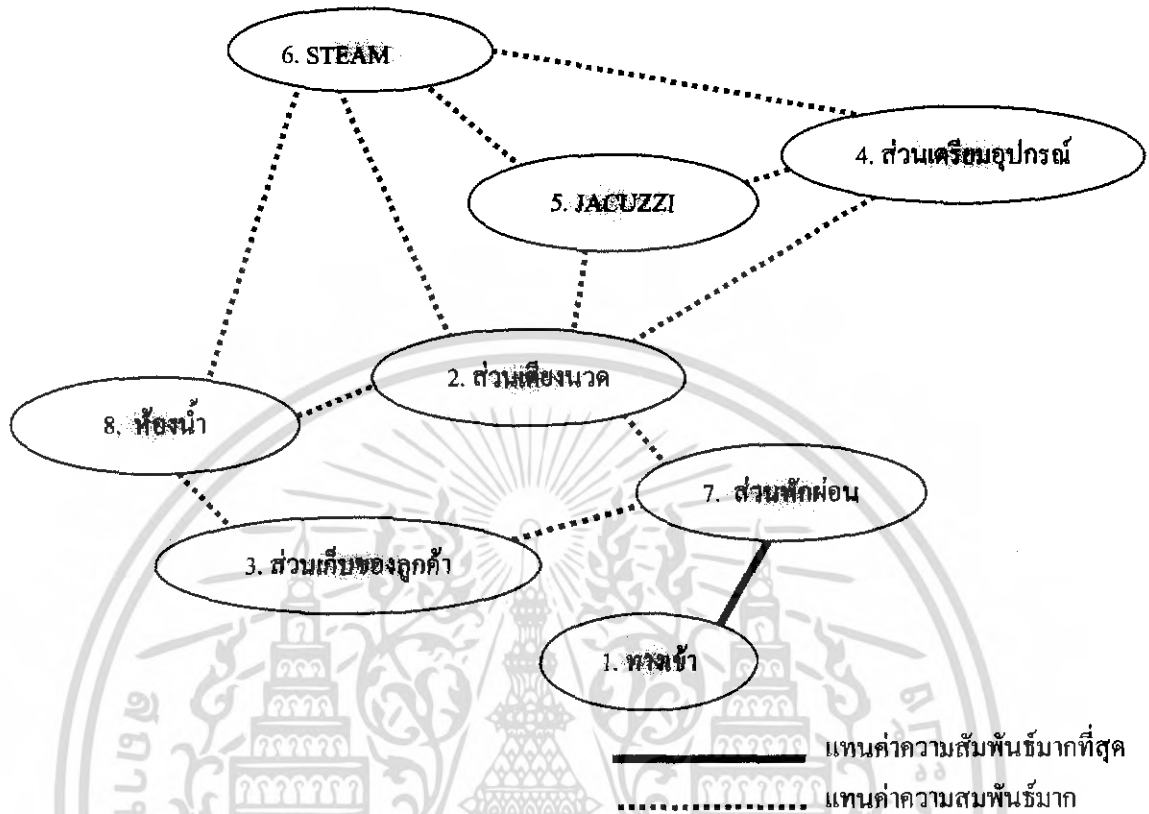 6. STEAM
4. ส่วนเตรียมอุปกรณ์
5. JACUZZI
2. ส่วนเตียงนวด
8. ห้องน้ำ
7. ส่วนพักผ่อน
3. ส่วนเก็บของลูกค้า
1. ทางเข้า
แทนค่าความสัมพันธ์มากที่สุด
แทนค่าความสมพันธ์มาก